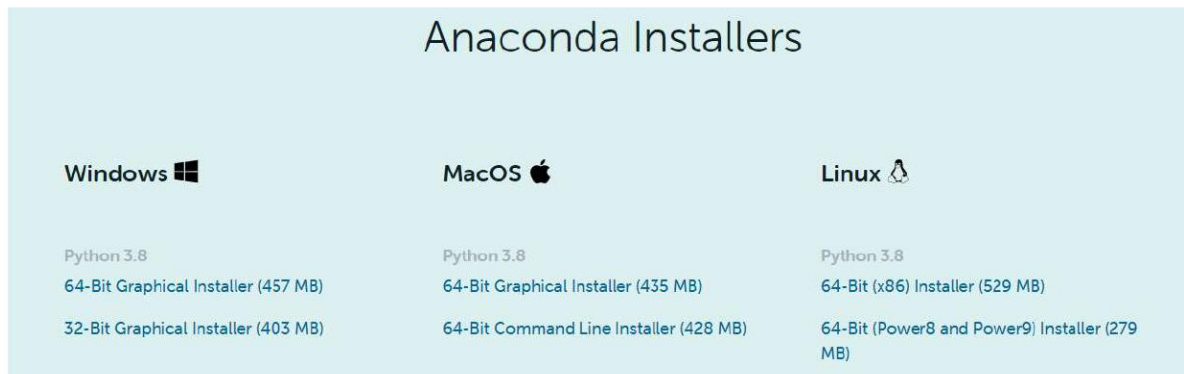 Anaconda Installers
Windows
MacOS
Linux
Python 3.8
64-Bit Graphical Installer (457 MB)
32-Bit Graphical Installer (403 MB)
Python 3.8
64-Bit Graphical Installer (435 MB)
64-Bit Command Line Installer (428 MB)
Python 3.8
64-Bit (x86) Installer (529 MB)
64-Bit (Power8 and Power9) Installer (279
MB)